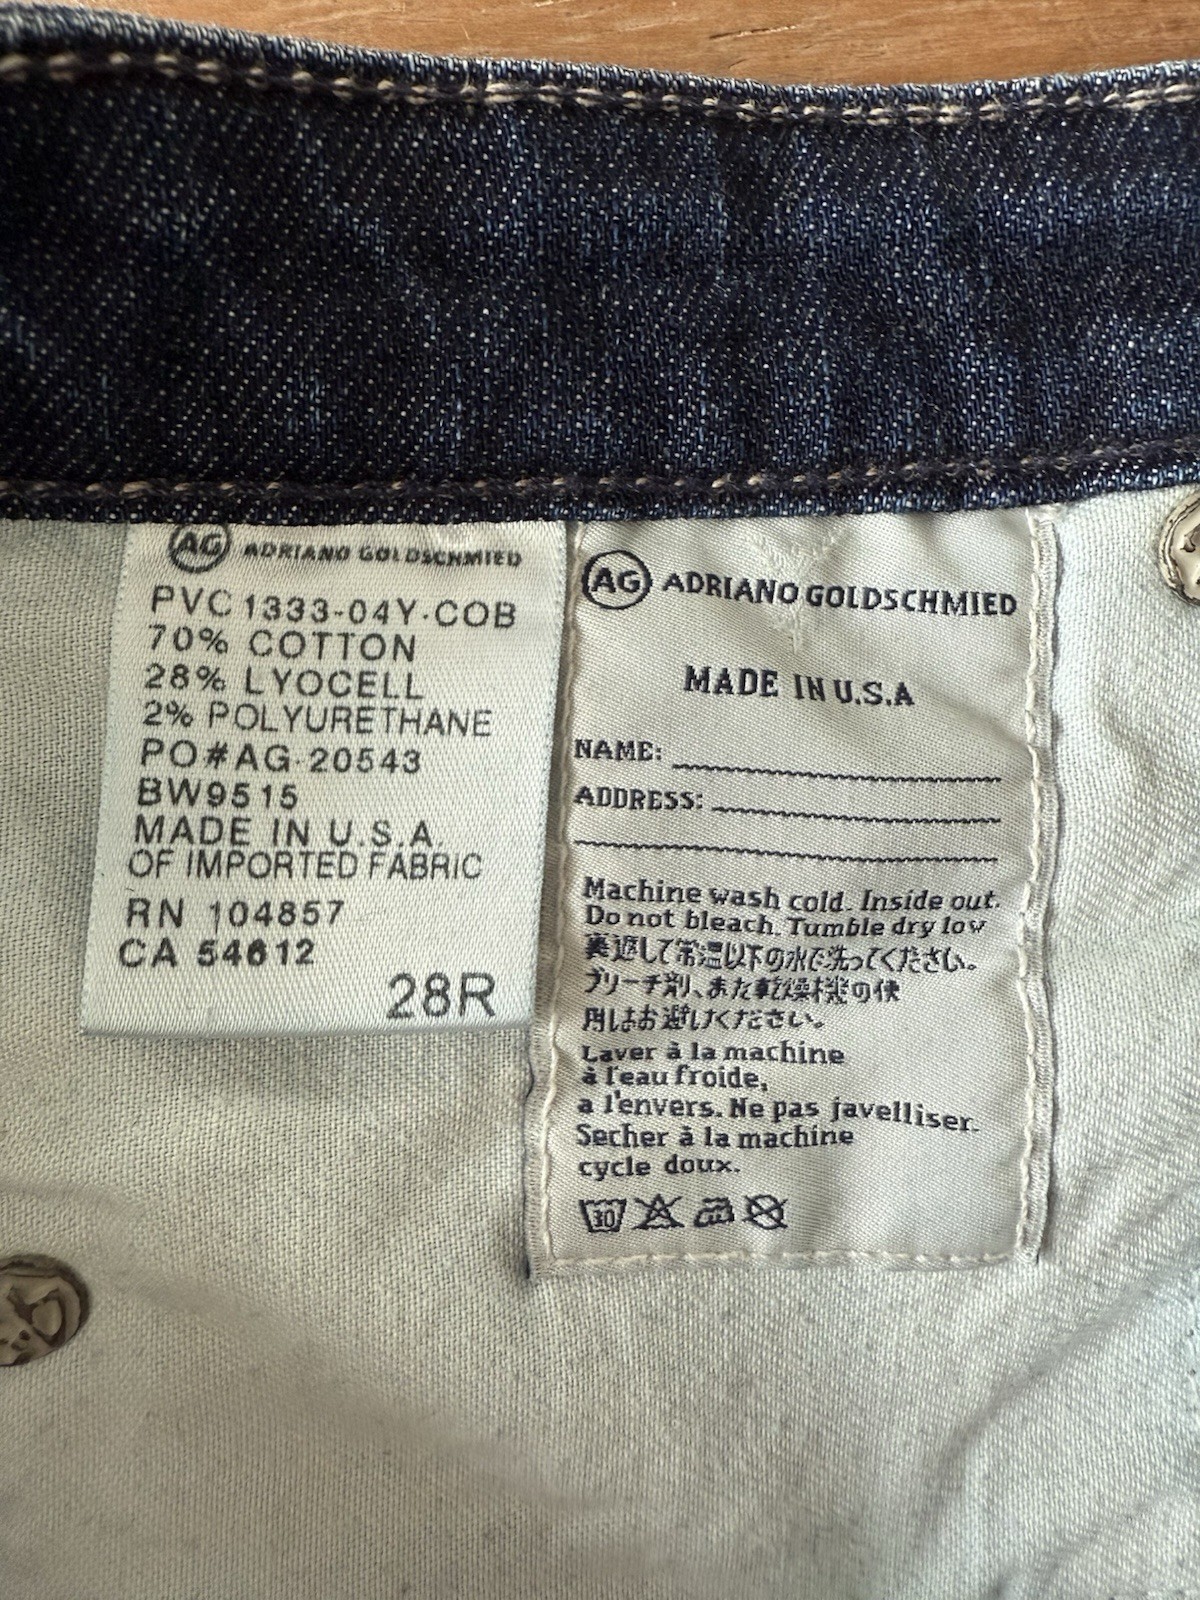 AG ADRIANO GOLDSCHMIED
PVC1333-04Y-COB
70% COTTON
28% LYOCELL
2% POLYURETHANE
PO#AG-20543
BW9515
MADE IN U.S.A.
OF IMPORTED FABRIC
RN 104857
CA 54612
28R
AG ADRIANO GOLDSCHMIED
MADE IN U.S.A
NAME:
ADDRESS:
Machine wash cold. Inside out.
Do not bleach. Tumble dry low
裏返して常温以下の水で洗ってください。
ブリーチ剤、また乾燥機の使
用はお避けください。
Laver à la machine
à l'eau froide,
a l'envers. Ne pas javelliser.
Secher à la machine
cycle doux.
30